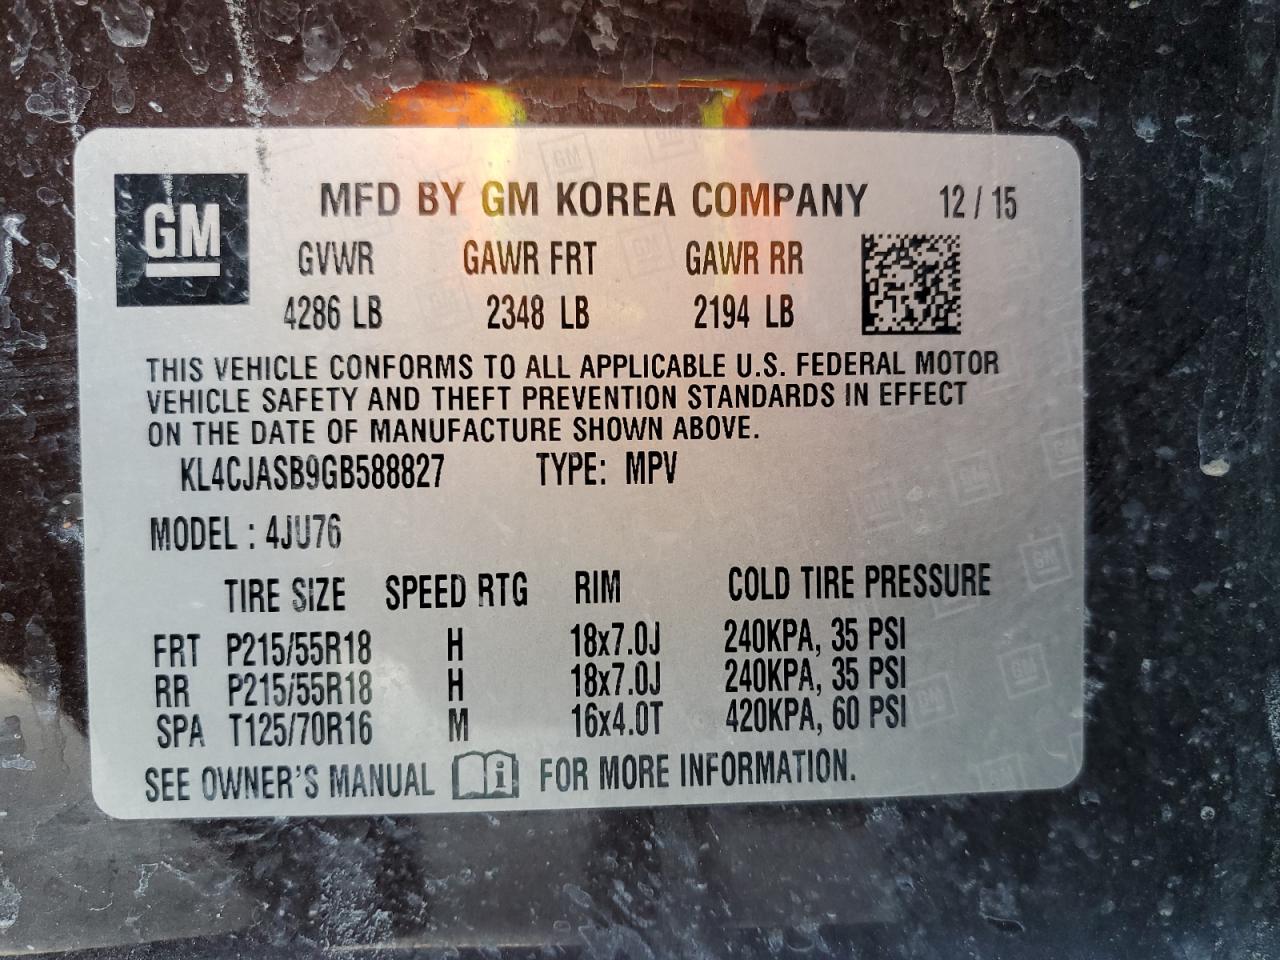 GM
MFD BY GM KOREA COMPANY 12 / 15
GVWR GAWR FRT GAWR RR
4286 LB 2348 LB 2194 LB
THIS VEHICLE CONFORMS TO ALL APPLICABLE U.S. FEDERAL MOTOR
VEHICLE SAFETY AND THEFT PREVENTION STANDARDS IN EFFECT
ON THE DATE OF MANUFACTURE SHOWN ABOVE.
KL4CJASB9GB588827 TYPE: MPV
MODEL : 4JU76
TIRE SIZE SPEED RTG RIM COLD TIRE PRESSURE
FRT P215/55R18 H 18x7.0J 240KPA, 35 PSI
RR P215/55R18 H 18x7.0J 240KPA, 35 PSI
SPA T125/70R16 M 16x4.0T 420KPA, 60 PSI
SEE OWNER'S MANUAL i FOR MORE INFORMATION.